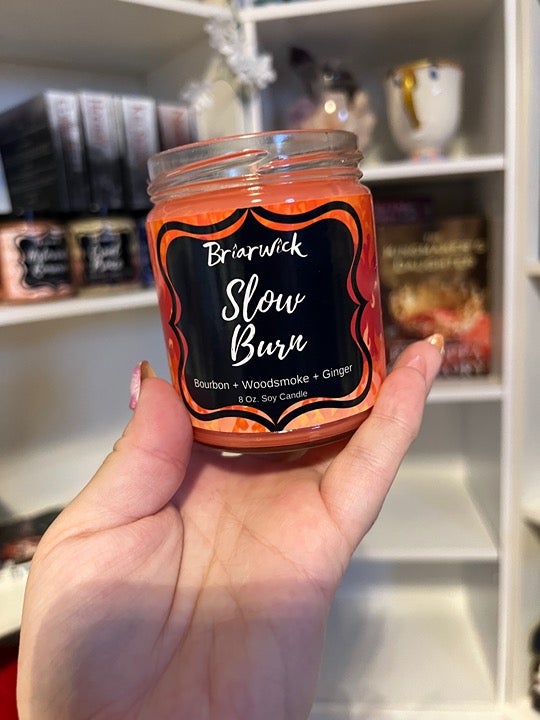 Briarwick
Slow
Burn
Bourbon + Woodsmoke + Ginger
8 Oz. Soy Candle